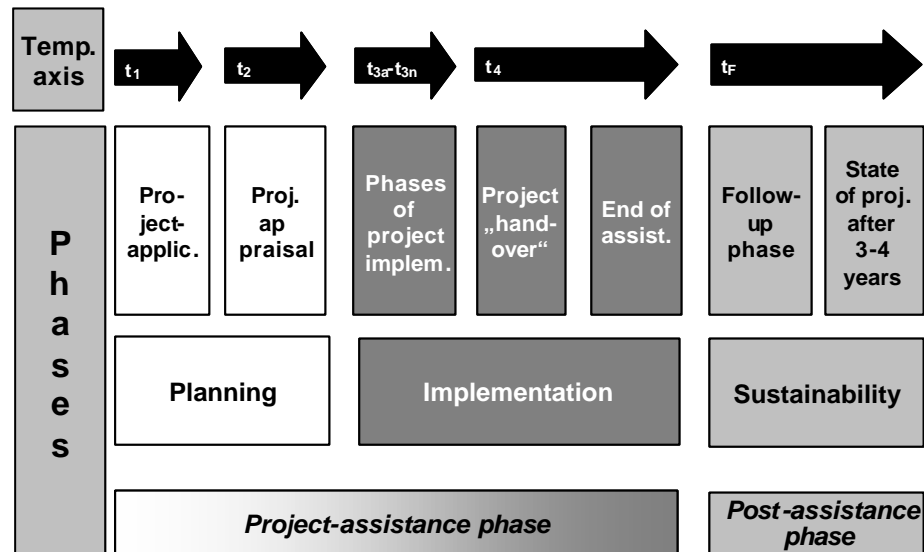 Temp.
axis
t1
t2
t3a-t3n
t4
tF
P
h
a
s
e
s
Pro-
ject-
applic.
Proj.
ap
praisal
Phases
of
project
implem.
Project
„hand-
over“
End of
assist.
Follow-
up
phase
State
of proj.
after
3-4
years
Planning
Implementation
Sustainability
Project-assistance phase
Post-assistance
phase